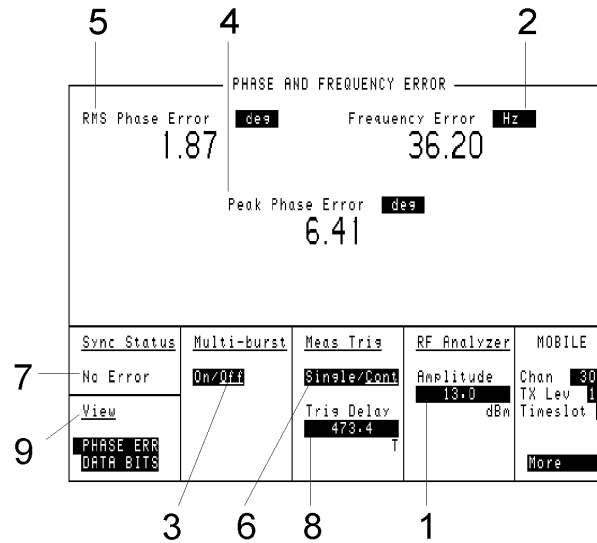 5 4 2
PHASE AND FREQUENCY ERROR
RMS Phase Error deg
1.87
Frequency Error Hz
36.20
Peak Phase Error deg
6.41
Sync Status
No Error
View
PHASE ERR
DATA BITS
Multi-burst
On/Off
Meas Trig
Single/Cont
Trig Delay
473.4
T
RF Analyzer
Amplitude
13.0
dBm
MOBILE
Chan 30
TX Lev 1
Timeslot
More
7
9
3 6 8 1